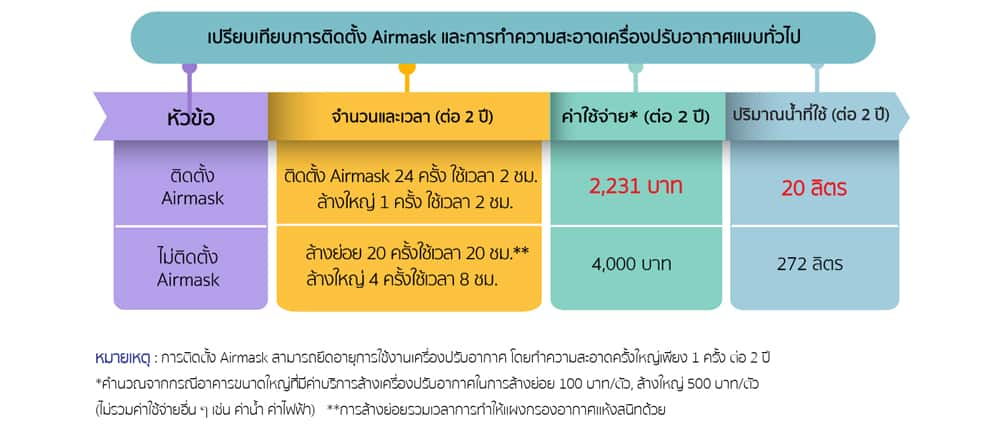 เปรียบเทียบการติดตั้ง Airmask และการทำความสะอาดเครื่องปรับอากาศแบบทั่วไป
หัวข้อ
จำนวนและเวลา (ต่อ 2 ปี)
ค่าใช้จ่าย* (ต่อ 2 ปี)
ปริมาณน้ำที่ใช้ (ต่อ 2 ปี)
ติดตั้ง
Airmask
ติดตั้ง Airmask 24 ครั้ง ใช้เวลา 2 ชม.
ล้างใหญ่ 1 ครั้ง ใช้เวลา 2 ชม.
2,231 บาท
20 ลิตร
ไม่ติดตั้ง
Airmask
ล้างย่อย 20 ครั้งใช้เวลา 20 ชม.**
ล้างใหญ่ 4 ครั้งใช้เวลา 8 ชม.
4,000 บาท
272 ลิตร
หมายเหตุ : การติดตั้ง Airmask สามารถยืดอายุการใช้งานเครื่องปรับอากาศ โดยทำความสะอาดครั้งใหญ่เพียง 1 ครั้ง ต่อ 2 ปี
*คำนวณจากกรณีอาคารขนาดใหญ่ที่มีค่าบริการล้างเครื่องปรับอากาศในการล้างย่อย 100 บาท/ตัว, ล้างใหญ่ 500 บาท/ตัว
(ไม่รวมค่าใช้จ่ายอื่น ๆ เช่น ค่าน้ำ ค่าไฟฟ้า) **การล้างย่อยรวมเวลาการทำให้แผงกรองอากาศแห้งสนิทด้วย